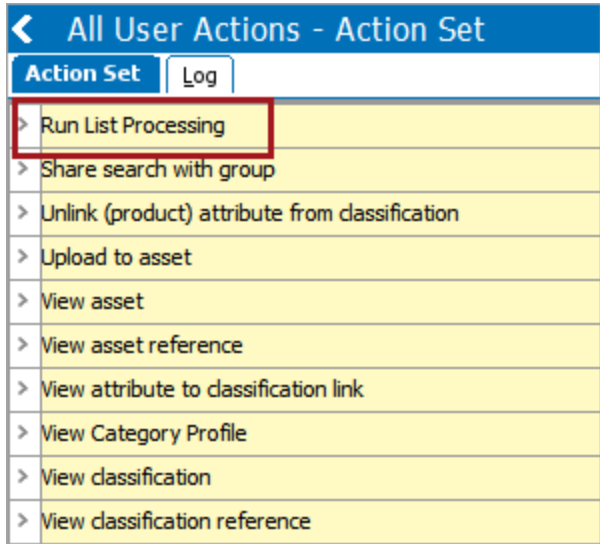 All User Actions - Action Set
Action Set Log
Run List Processing
Share search with group
Unlink (product) attribute from classification
Upload to asset
View asset
View asset reference
View attribute to classification link
View Category Profile
View classification
View classification reference